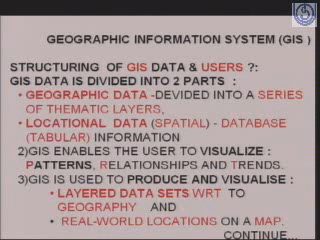 GEOGRAPHIC INFORMATION SYSTEM (GIS )
STRUCTURING OF GIS DATA & USERS ?:
GIS DATA IS DIVIDED INTO 2 PARTS :
• GEOGRAPHIC DATA -DEVIDED INTO A SERIES
OF THEMATIC LAYERS,
• LOCATIONAL DATA (SPATIAL) - DATABASE
(TABULAR) INFORMATION
2)GIS ENABLES THE USER TO VISUALIZE :
PATTERNS, RELATIONSHIPS AND TRENDS.
3)GIS IS USED TO PRODUCE AND VISUALISE :
• LAYERED DATA SETS WRT TO
GEOGRAPHY AND
• REAL-WORLD LOCATIONS ON A MAP.
CONTINUE...